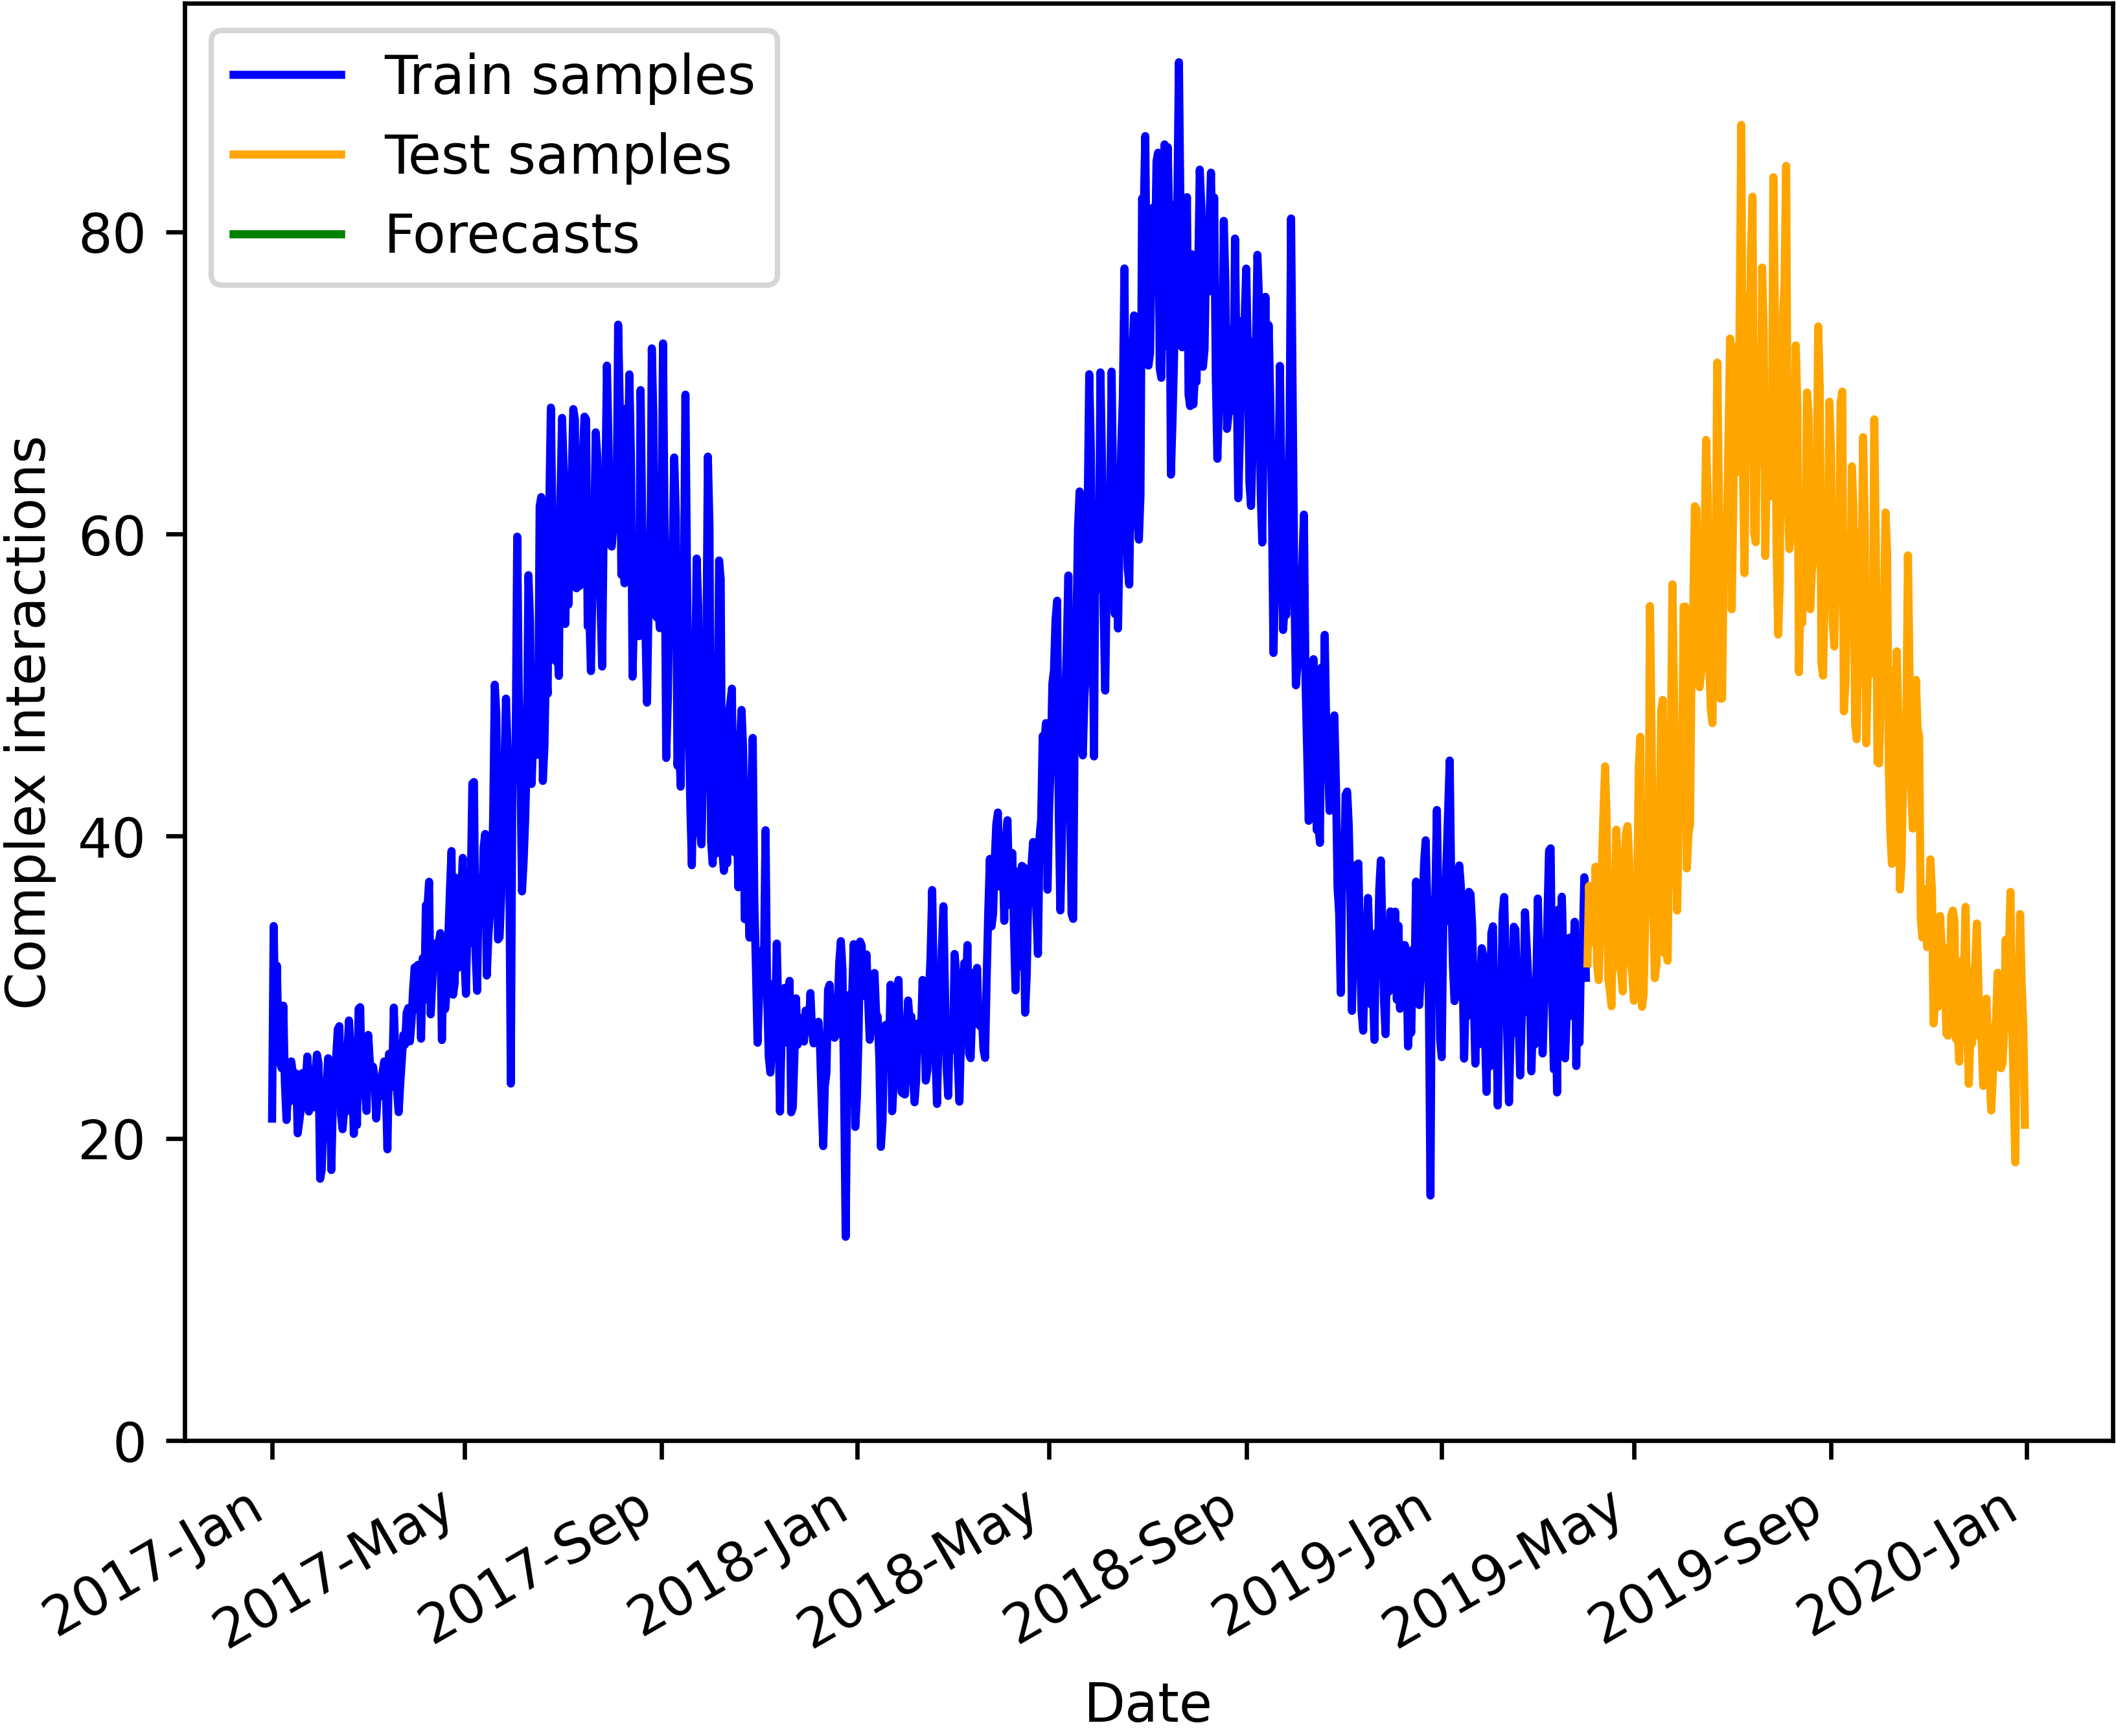 Train samples
Test samples
Forecasts
80
60
40
20
0
Complex interactions
2017-Jan
2017-May
2017-Sep
2018-Jan
2018-May
2018-Sep
2019-Jan
2019-May
2019-Sep
2020-Jan
Date